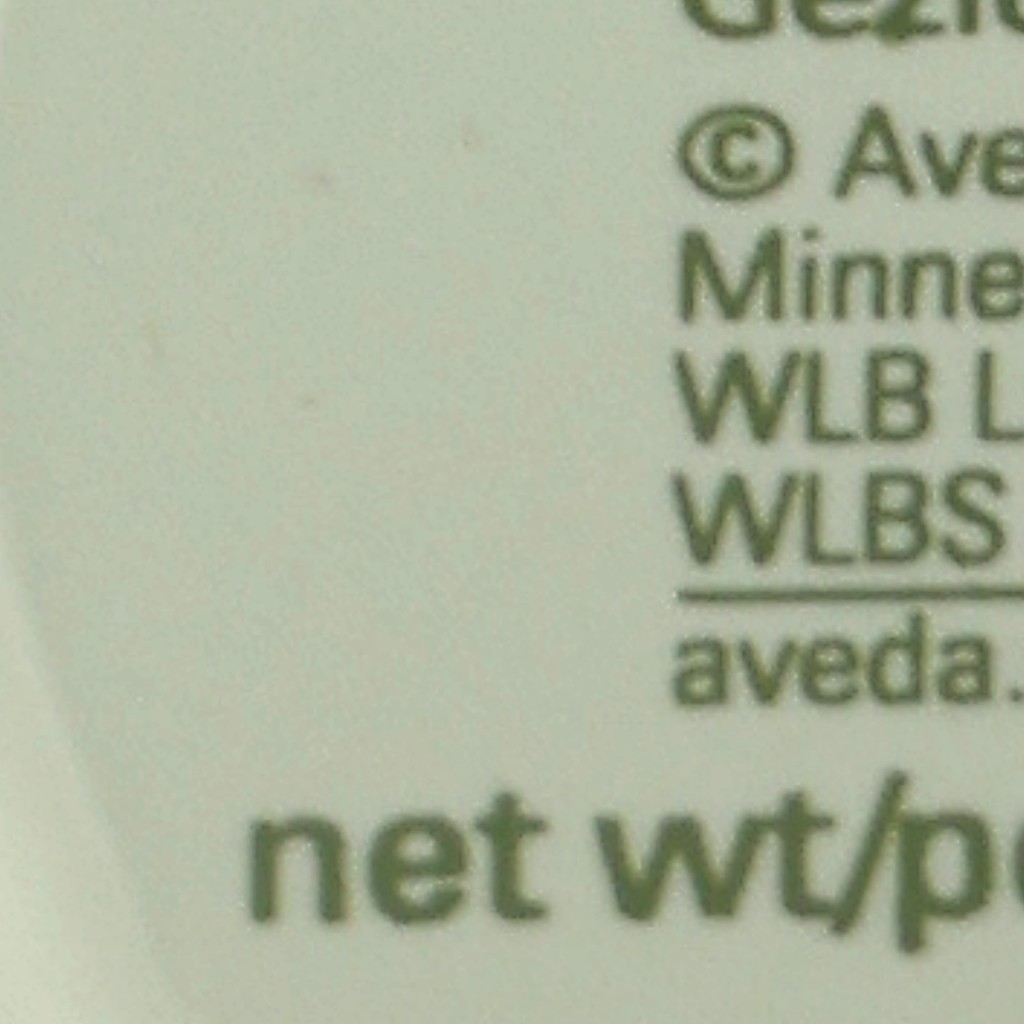 © Ave
Minne
WLB L
WLBS
aveda.
net wt/p